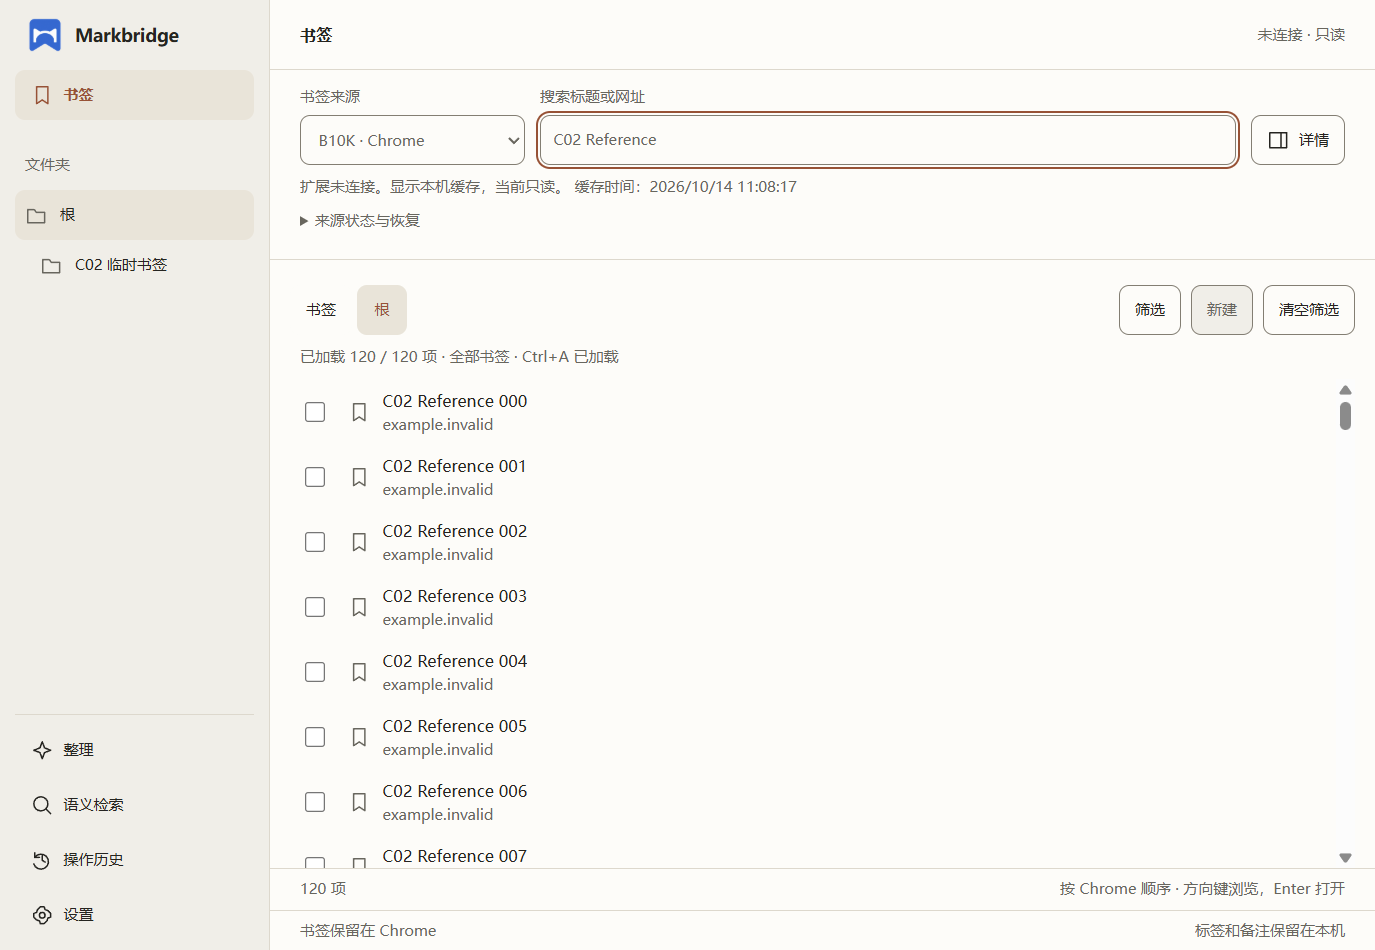 Markbridge
书签
文件夹
根
C02 临时书签
整理
语义检索
操作历史
设置
书签
未连接 · 只读
书签来源
搜索标题或网址
B10K · Chrome
C02 Reference
详情
扩展未连接。显示本机缓存，当前只读。 缓存时间：2026/10/14 11:08:17
来源状态与恢复
书签
根
筛选
新建
清空筛选
已加载 120 / 120 项 · 全部书签 · Ctrl+A 已加载
C02 Reference 000
example.invalid
C02 Reference 001
example.invalid
C02 Reference 002
example.invalid
C02 Reference 003
example.invalid
C02 Reference 004
example.invalid
C02 Reference 005
example.invalid
C02 Reference 006
example.invalid
C02 Reference 007
120 项
按 Chrome 顺序 · 方向键浏览，Enter 打开
书签保留在 Chrome
标签和备注保留在本机